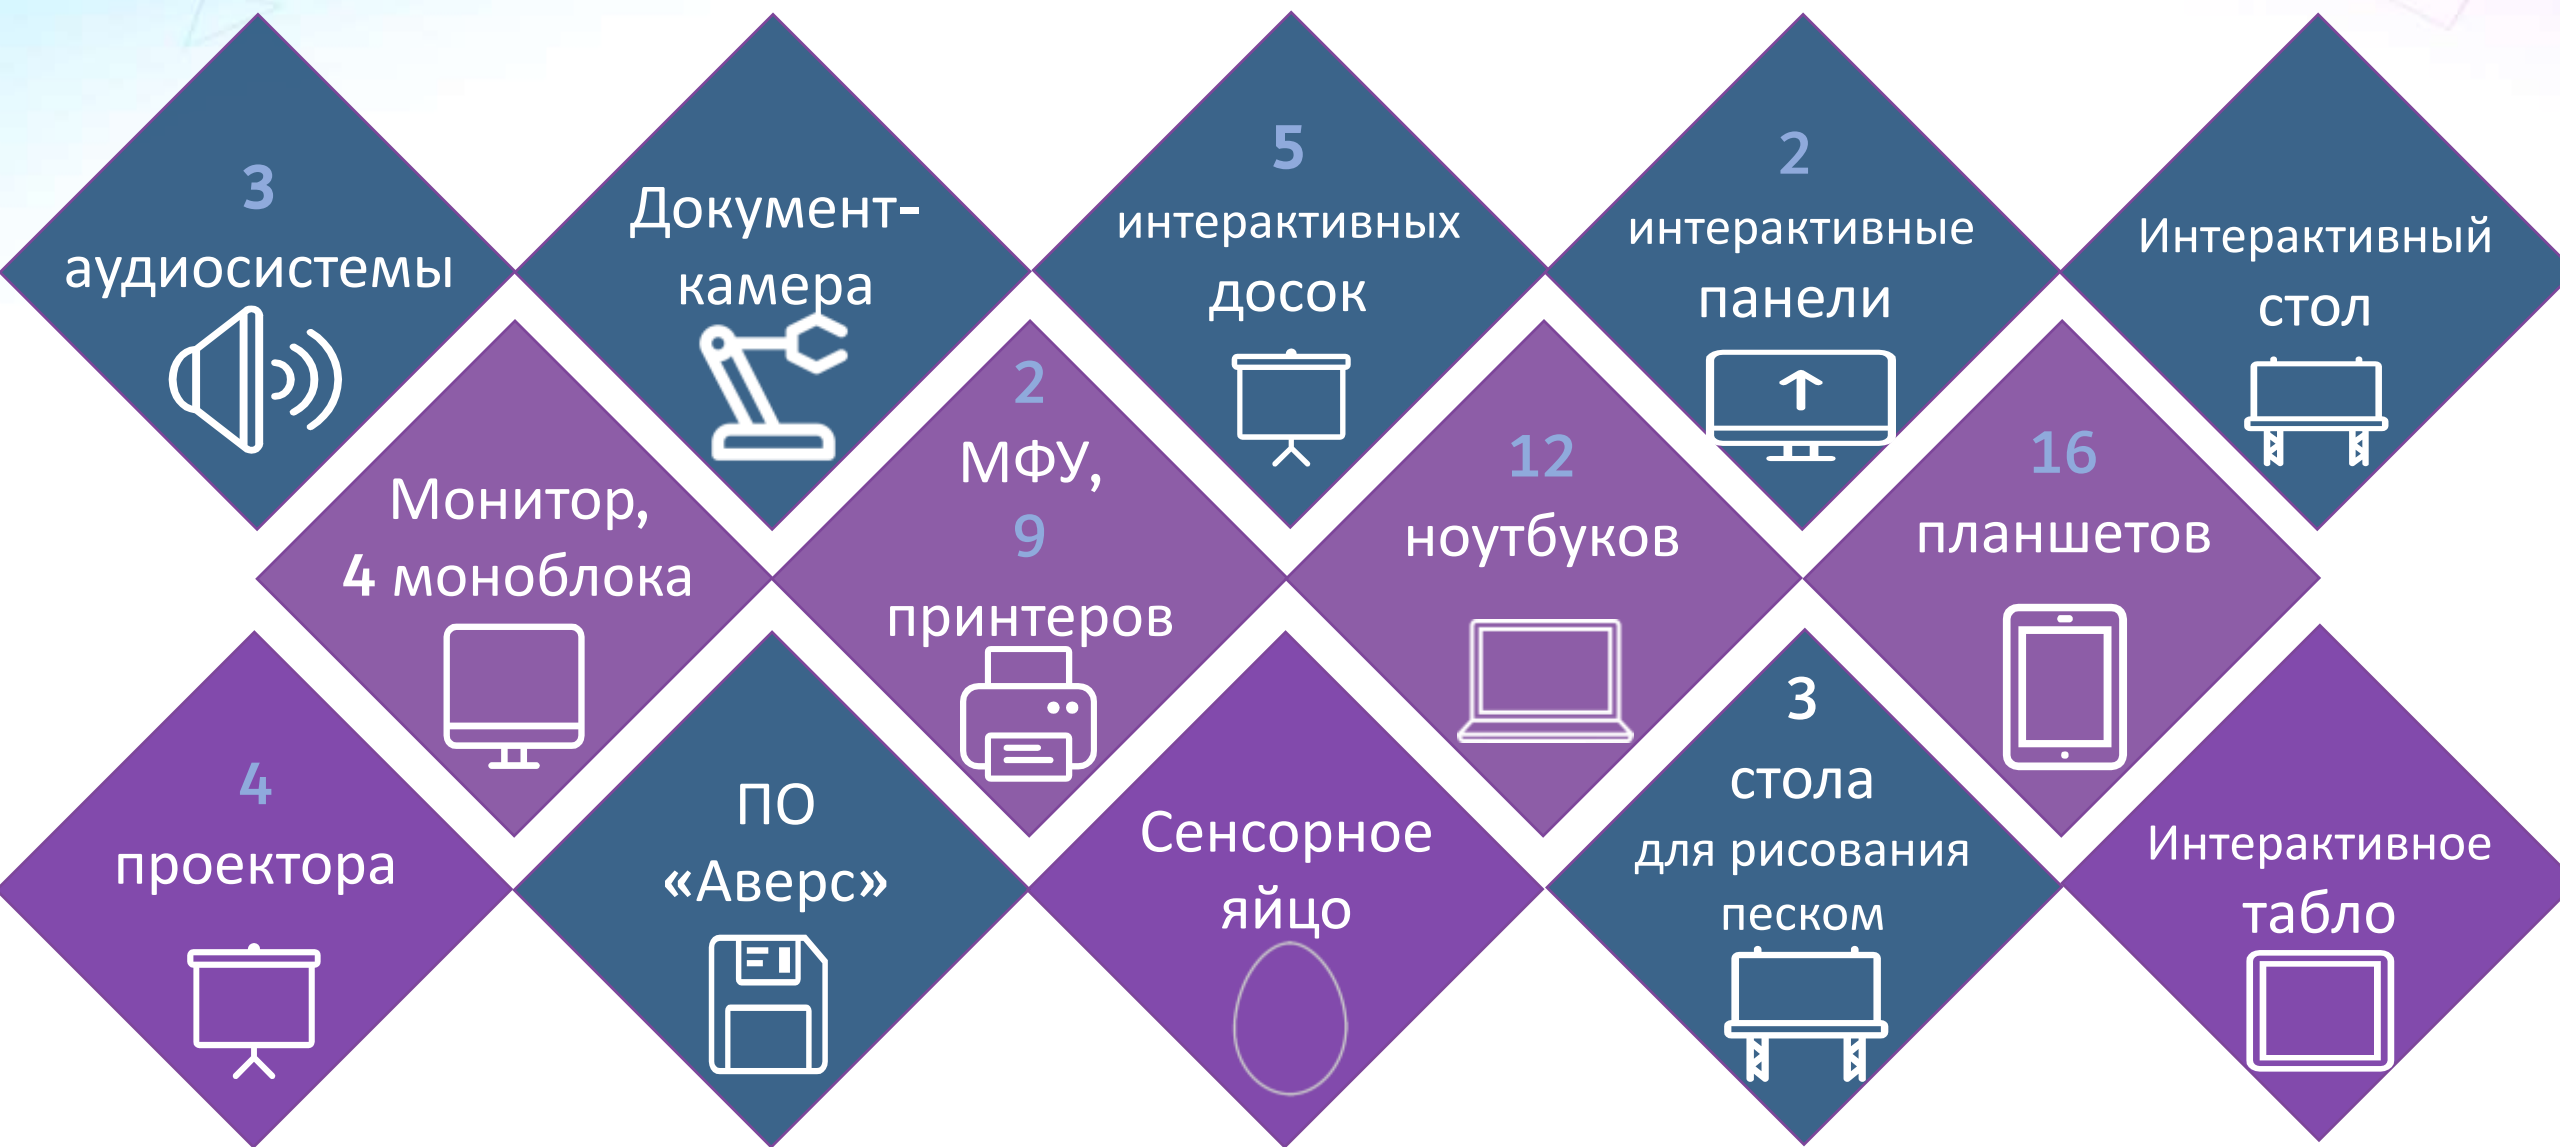 3
аудиосистемы
Документ-
камера
5
интерактивных
досок
2
интерактивные
панели
Интерактивный
стол
Монитор,
4 моноблока
2
МФУ,
9
принтеров
12
ноутбуков
16
планшетов
4
проектора
ПО
«Аверс»
Сенсорное
яйцо
3
стола
для рисования
песком
Интерактивное
табло